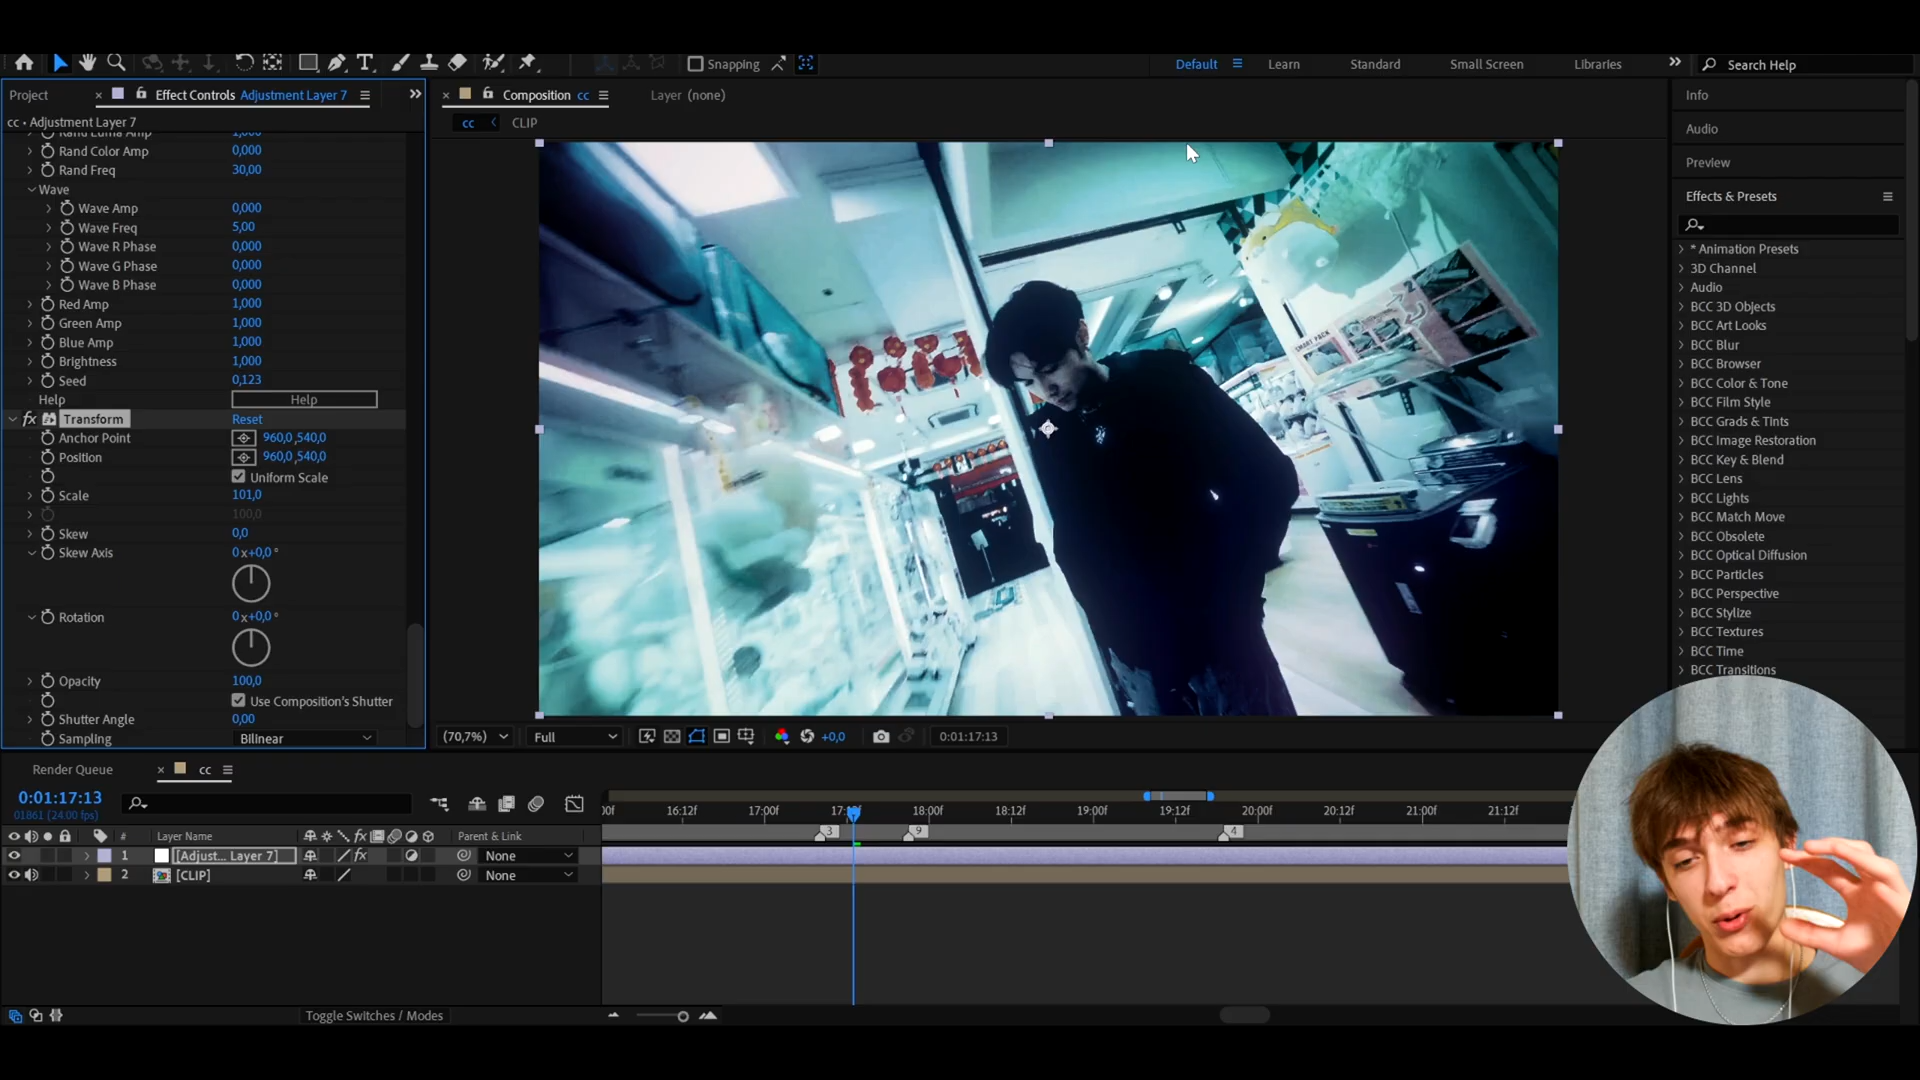 Snapping
Default
Learn
Standard
Small Screen
Libraries
Search Help
Project
Effect Controls Adjustment Layer 7
Composition cc
Layer (none)
cc • Adjustment Layer 7
cc
CLIP
Rand Luma Amp 1,000
Rand Color Amp 0,000
Rand Freq 30,00
Wave
Wave Amp 0,000
Wave Freq 5,00
Wave R Phase 0,000
Wave G Phase 0,000
Wave B Phase 0,000
Red Amp 1,000
Green Amp 1,000
Blue Amp 1,000
Brightness 1,000
Seed 0,123
Help Help
fx Transform Reset
Anchor Point 960,0,540,0
Position 960,0,540,0
Uniform Scale
Scale 101,0
100,0
Skew 0,0
Skew Axis 0x+0,0°
Rotation 0x+0,0°
Opacity 100,0
Use Composition's Shutter
Shutter Angle 0,00
Sampling Bilinear
SMART PACK
(70,7%)
Full
+0,0
0:01:17:13
Info
Audio
Preview
Effects & Presets
* Animation Presets
3D Channel
Audio
BCC 3D Objects
BCC Art Looks
BCC Blur
BCC Browser
BCC Color & Tone
BCC Film Style
BCC Grads & Tints
BCC Image Restoration
BCC Key & Blend
BCC Lens
BCC Lights
BCC Match Move
BCC Obsolete
BCC Optical Diffusion
BCC Particles
BCC Perspective
BCC Stylize
BCC Textures
BCC Time
BCC Transitions
Render Queue
cc
0:01:17:13
01861 (24.00 fps)
16:12f 17:00f 18:00f 18:12f 19:00f 19:12f 20:00f 20:12f 21:00f 21:12f
3 9 4
# Layer Name fx Parent & Link
1 [Adjust... Layer 7] fx None
2 [CLIP] None
Toggle Switches / Modes